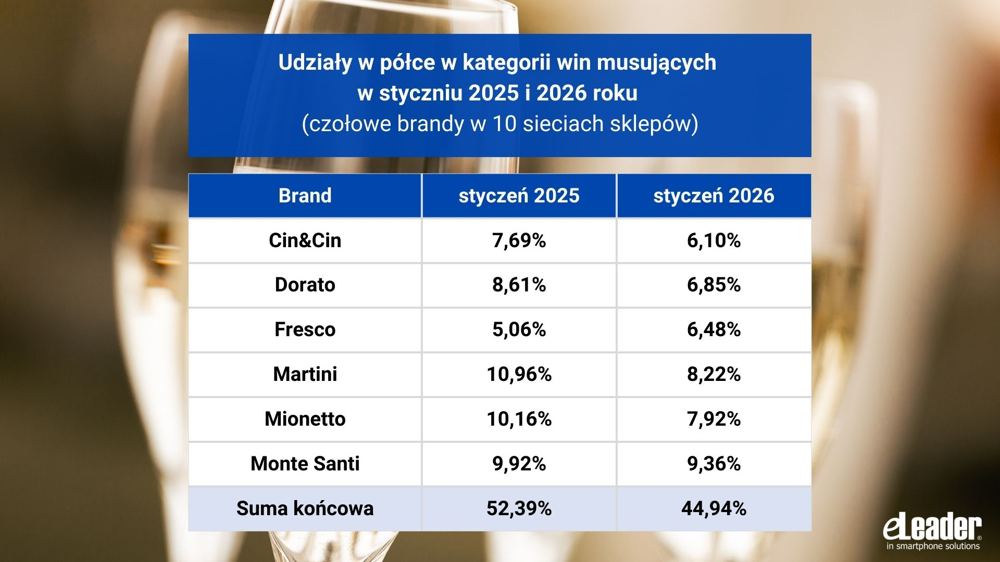 Udziały w półce w kategorii win musujących
w styczniu 2025 i 2026 roku
(czołowe brandy w 10 sieciach sklepów)
Brand styczeń 2025 styczeń 2026
Cin&Cin 7,69% 6,10%
Dorato 8,61% 6,85%
Fresco 5,06% 6,48%
Martini 10,96% 8,22%
Mionetto 10,16% 7,92%
Monte Santi 9,92% 9,36%
Suma końcowa 52,39% 44,94%
eLeader®
in smartphone solutions